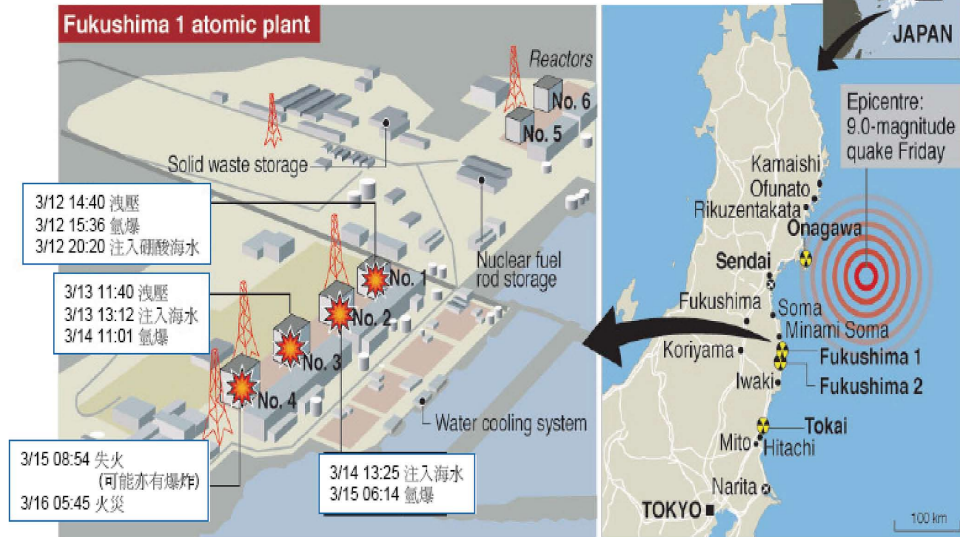 Fukushima 1 atomic plant
Reactors
No. 6
No. 5
Solid waste storage
3/12 14:40 洩壓
3/12 15:36 氫爆
3/12 20:20 注入硼酸海水
No. 1
Nuclear fuel
rod storage
3/13 11:40 洩壓
3/13 13:12 注入海水
3/14 11:01 氫爆
No. 2
No. 3
No. 4
Water cooling system
3/15 08:54 失火
(可能亦有爆炸)
3/16 05:45 火災
3/14 13:25 注入海水
3/15 06:14 氫爆
JAPAN
Epicentre:
9.0-magnitude
quake Friday
Kamaishi
Ofunato
Rikuzentakata
Onagawa
Sendai
Fukushima
Soma
Minami Soma
Koriyama
Fukushima 1
Iwaki
Fukushima 2
Tokai
Mito
Hitachi
Narita
TOKYO
100 km